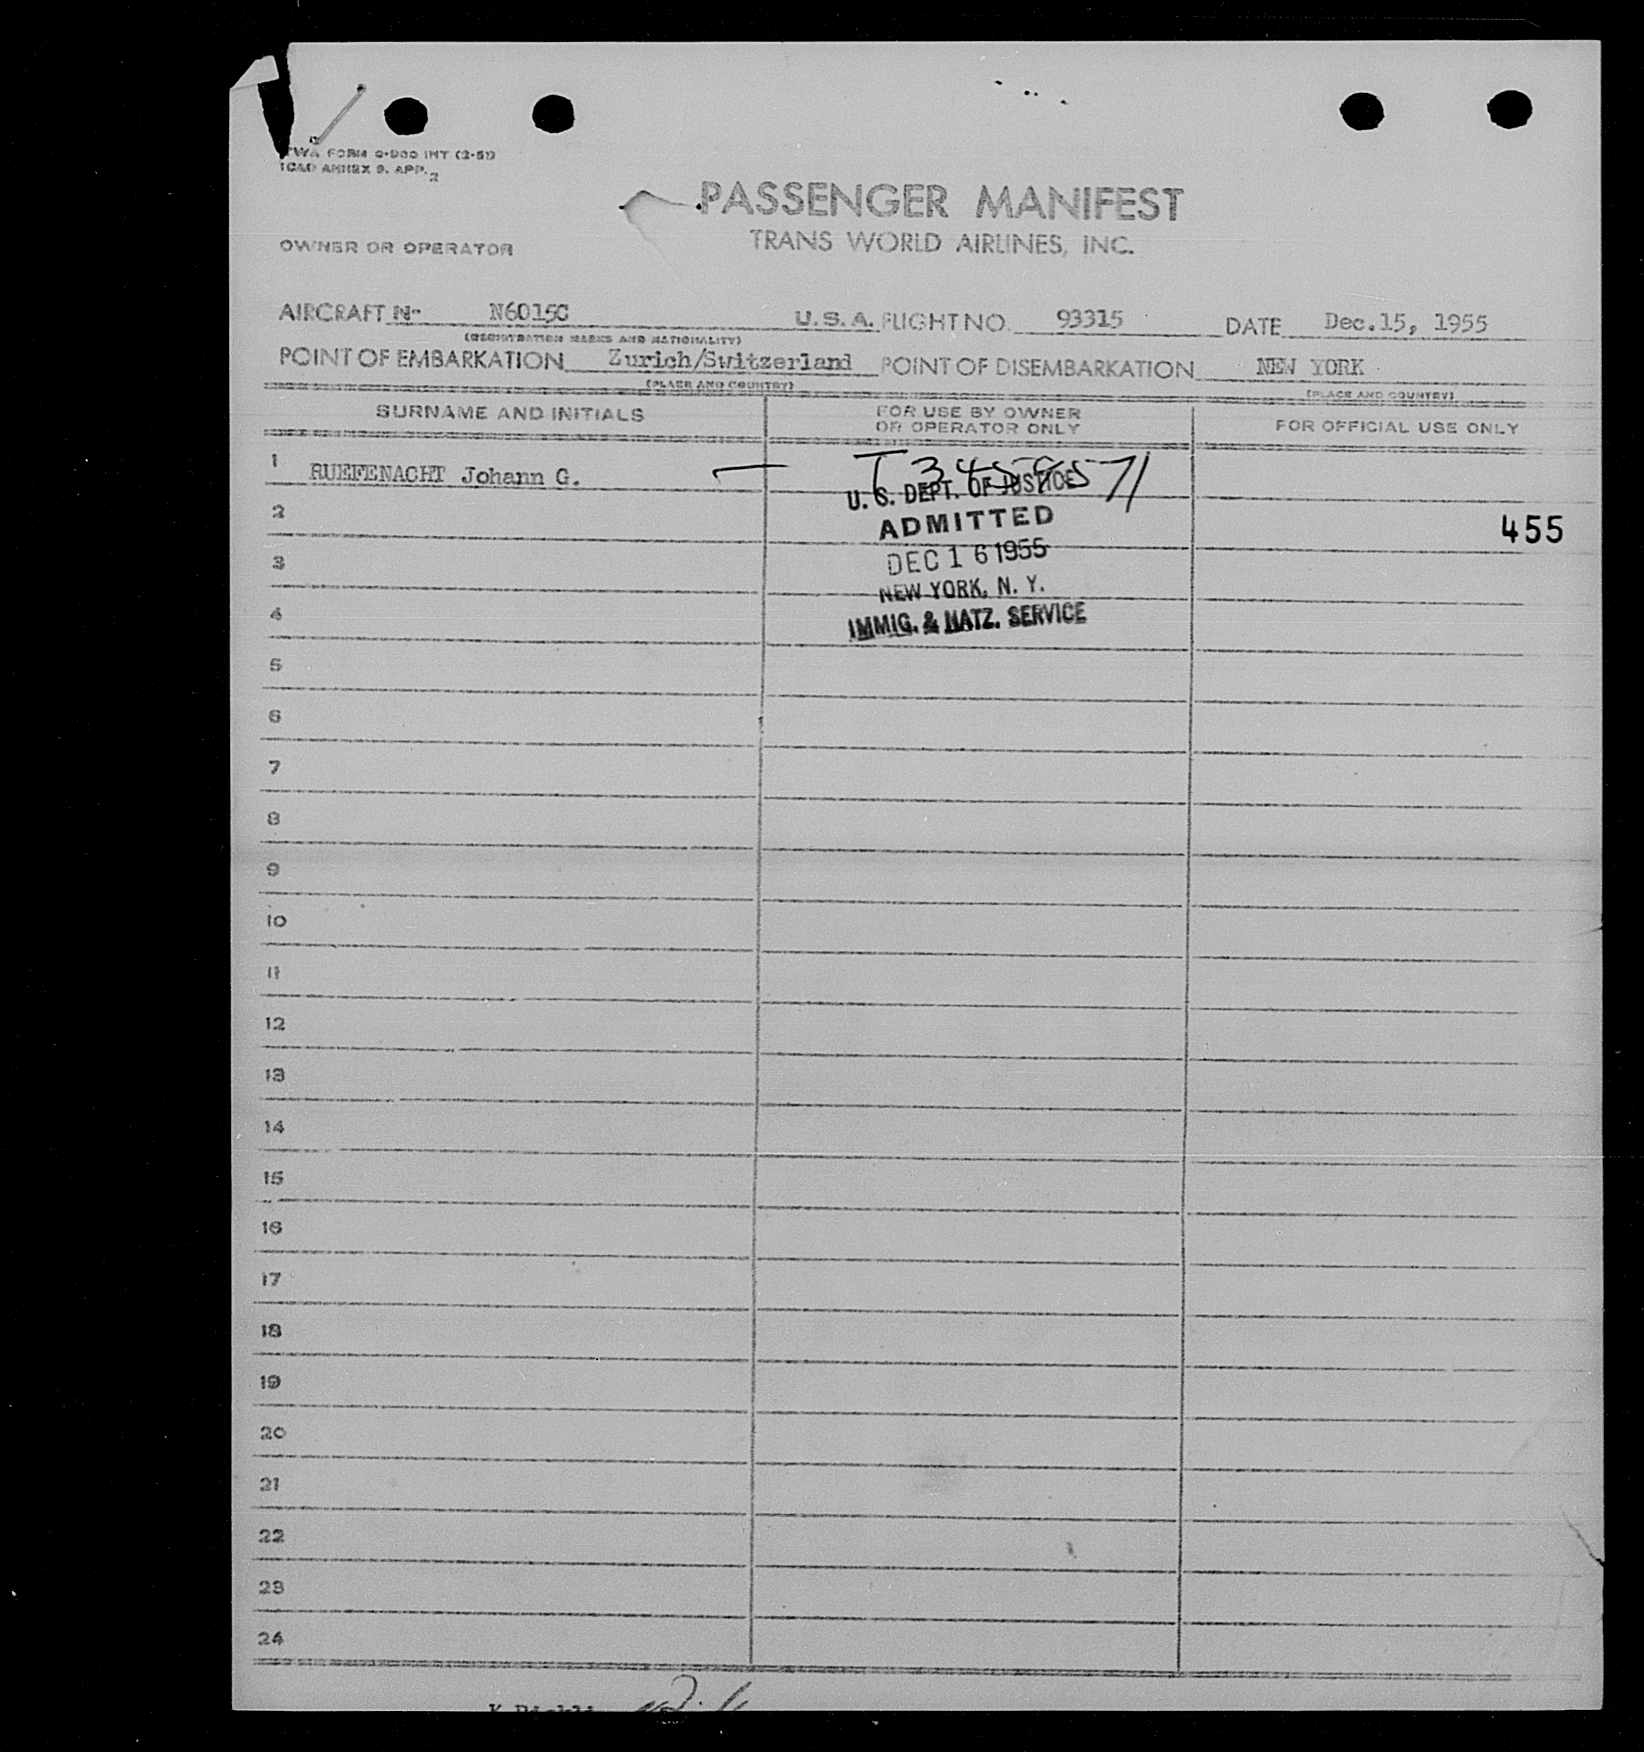 TWA FORM O-900 INT (2-51)
ICAO ANNEX 9, APP. 2
PASSENGER MANIFEST
TRANS WORLD AIRLINES, INC.
OWNER OR OPERATOR
AIRCRAFT No N6015C U.S.A. FLIGHT NO. 93315 DATE Dec.15, 1955
(REGISTRATION MARKS AND NATIONALITY)
POINT OF EMBARKATION Zurich/Switzerland POINT OF DISEMBARKATION NEW YORK
(PLACE AND COUNTRY) (PLACE AND COUNTRY)
SURNAME AND INITIALS FOR USE BY OWNER OR OPERATOR ONLY FOR OFFICIAL USE ONLY
1 RUEFENACHT Johann G.
U. S. DEPT. OF JUSTICE
2 ADMITTED 455
3 DEC 16 1955
NEW YORK, N. Y.
4 IMMIG. & NATZ. SERVICE
5
6
7
8
9
10
11
12
13
14
15
16
17
18
19
20
21
22
23
24